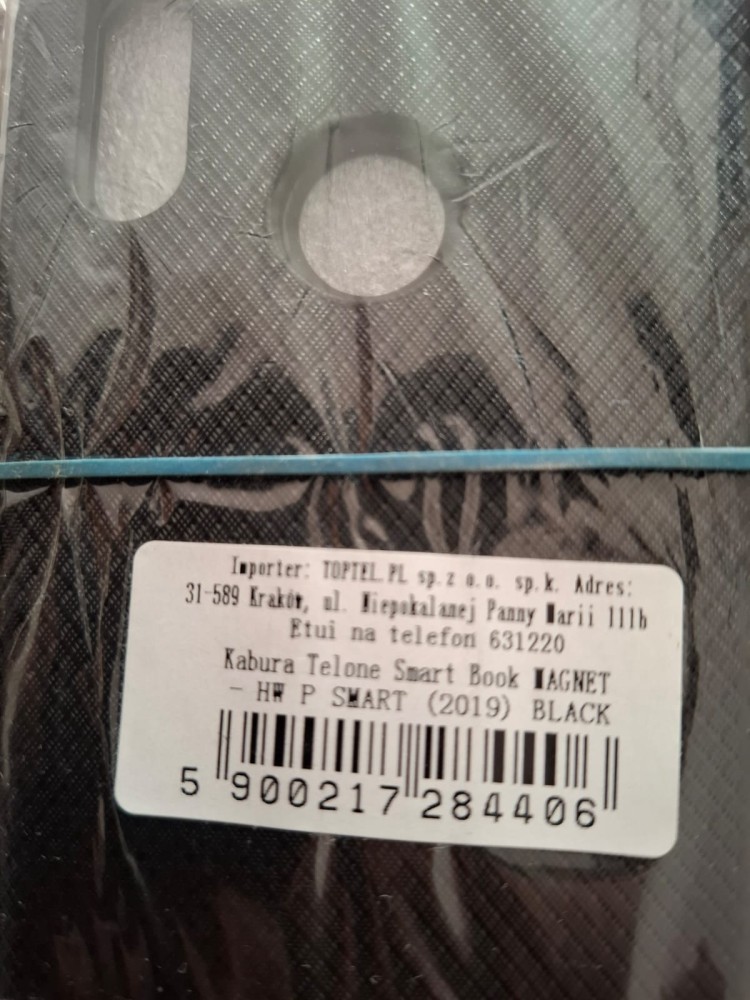 Importer: TOPTEL.PL sp.z o.o. sp.k. Adres:
31-589 Kraków, ul. Niepokalanej Panny Marii 111b
Etui na telefon 631220
Kabura Telone Smart Book MAGNET
- HW P SMART (2019) BLACK
5 900217 284406